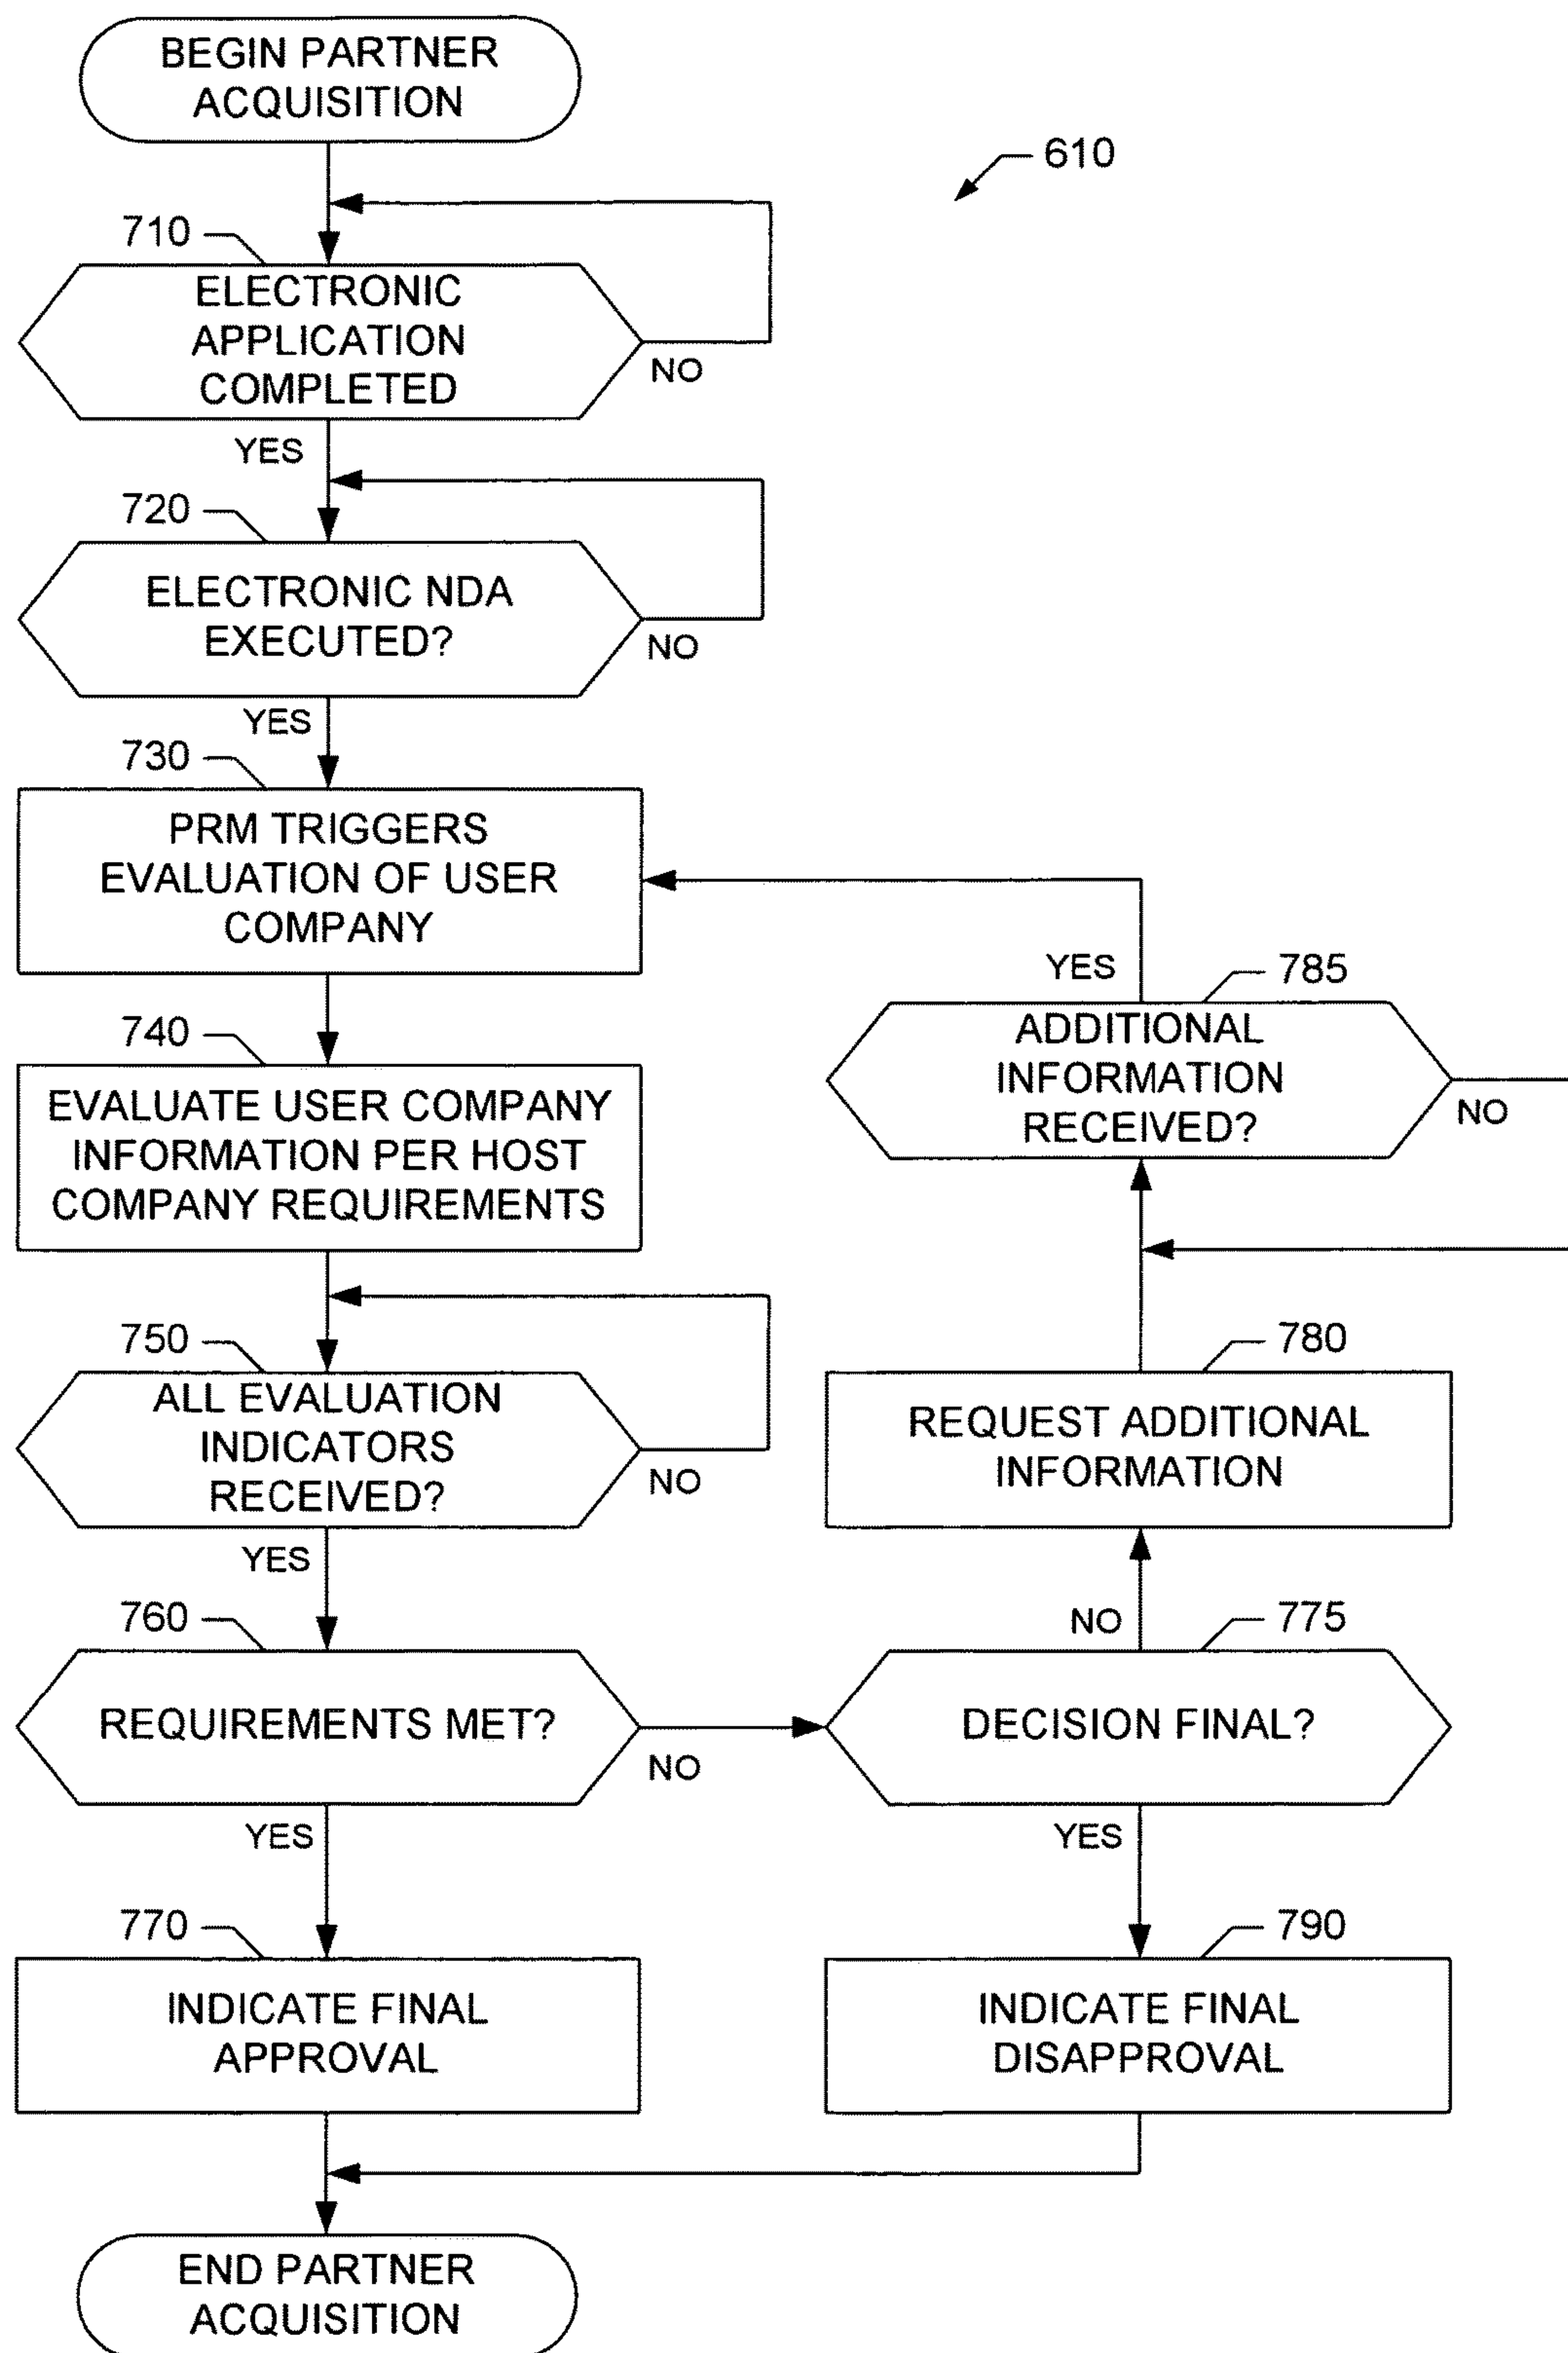 BEGIN PARTNER
ACQUISITION
610
710
ELECTRONIC
APPLICATION
COMPLETED
NO
YES
720
ELECTRONIC NDA
EXECUTED?
NO
YES
730
PRM TRIGGERS
EVALUATION OF USER
COMPANY
740
EVALUATE USER COMPANY
INFORMATION PER HOST
COMPANY REQUIREMENTS
750
ALL EVALUATION
INDICATORS
RECEIVED?
NO
YES
760
REQUIREMENTS MET?
NO
YES
770
INDICATE FINAL
APPROVAL
YES
785
ADDITIONAL
INFORMATION
RECEIVED?
NO
780
REQUEST ADDITIONAL
INFORMATION
NO
775
DECISION FINAL?
YES
790
INDICATE FINAL
DISAPPROVAL
END PARTNER
ACQUISITION